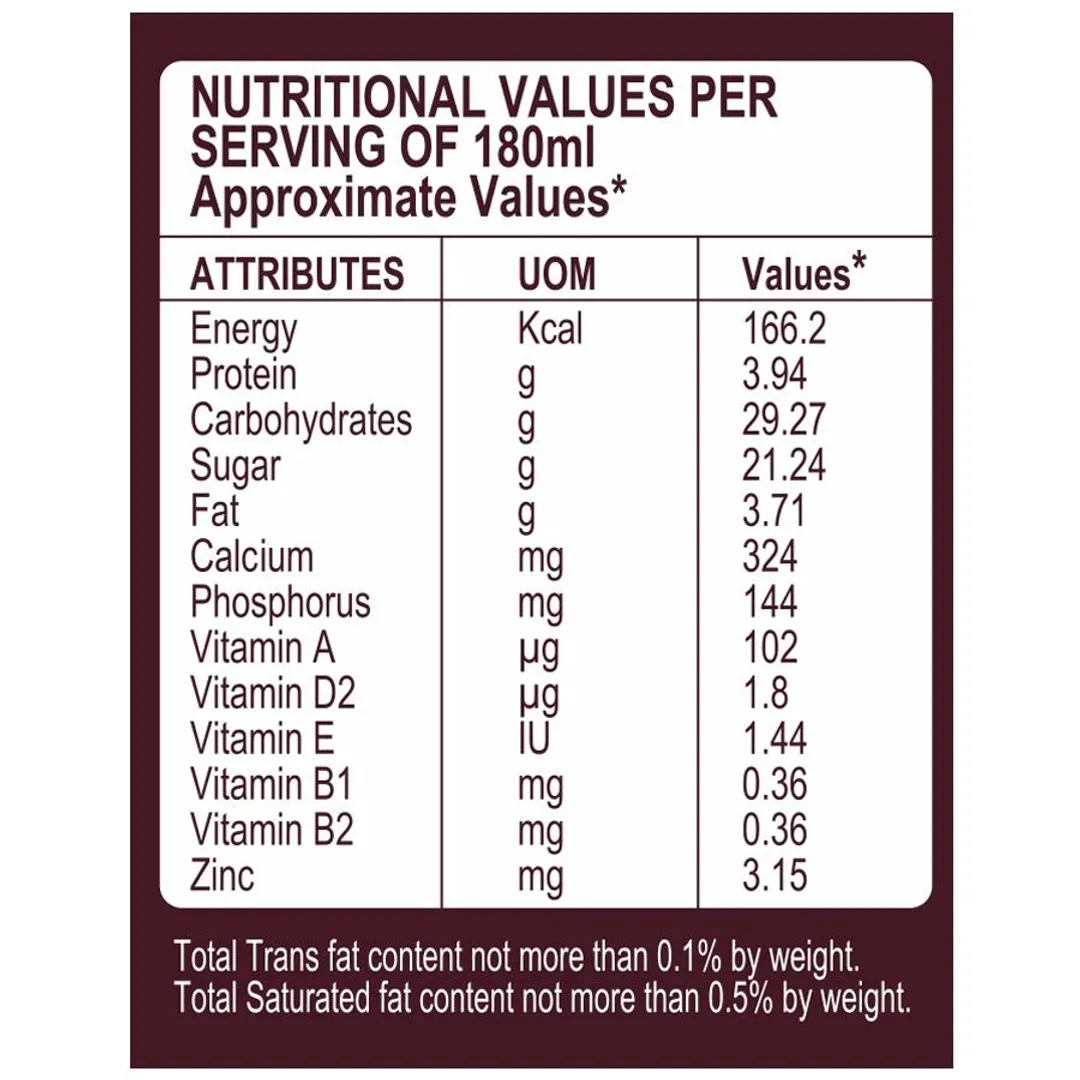 NUTRITIONAL VALUES PER
SERVING OF 180ml
Approximate Values*
ATTRIBUTES UOM Values*
Energy Kcal 166.2
Protein g 3.94
Carbohydrates g 29.27
Sugar g 21.24
Fat g 3.71
Calcium mg 324
Phosphorus mg 144
Vitamin A µg 102
Vitamin D2 µg 1.8
Vitamin E IU 1.44
Vitamin B1 mg 0.36
Vitamin B2 mg 0.36
Zinc mg 3.15
Total Trans fat content not more than 0.1% by weight.
Total Saturated fat content not more than 0.5% by weight.